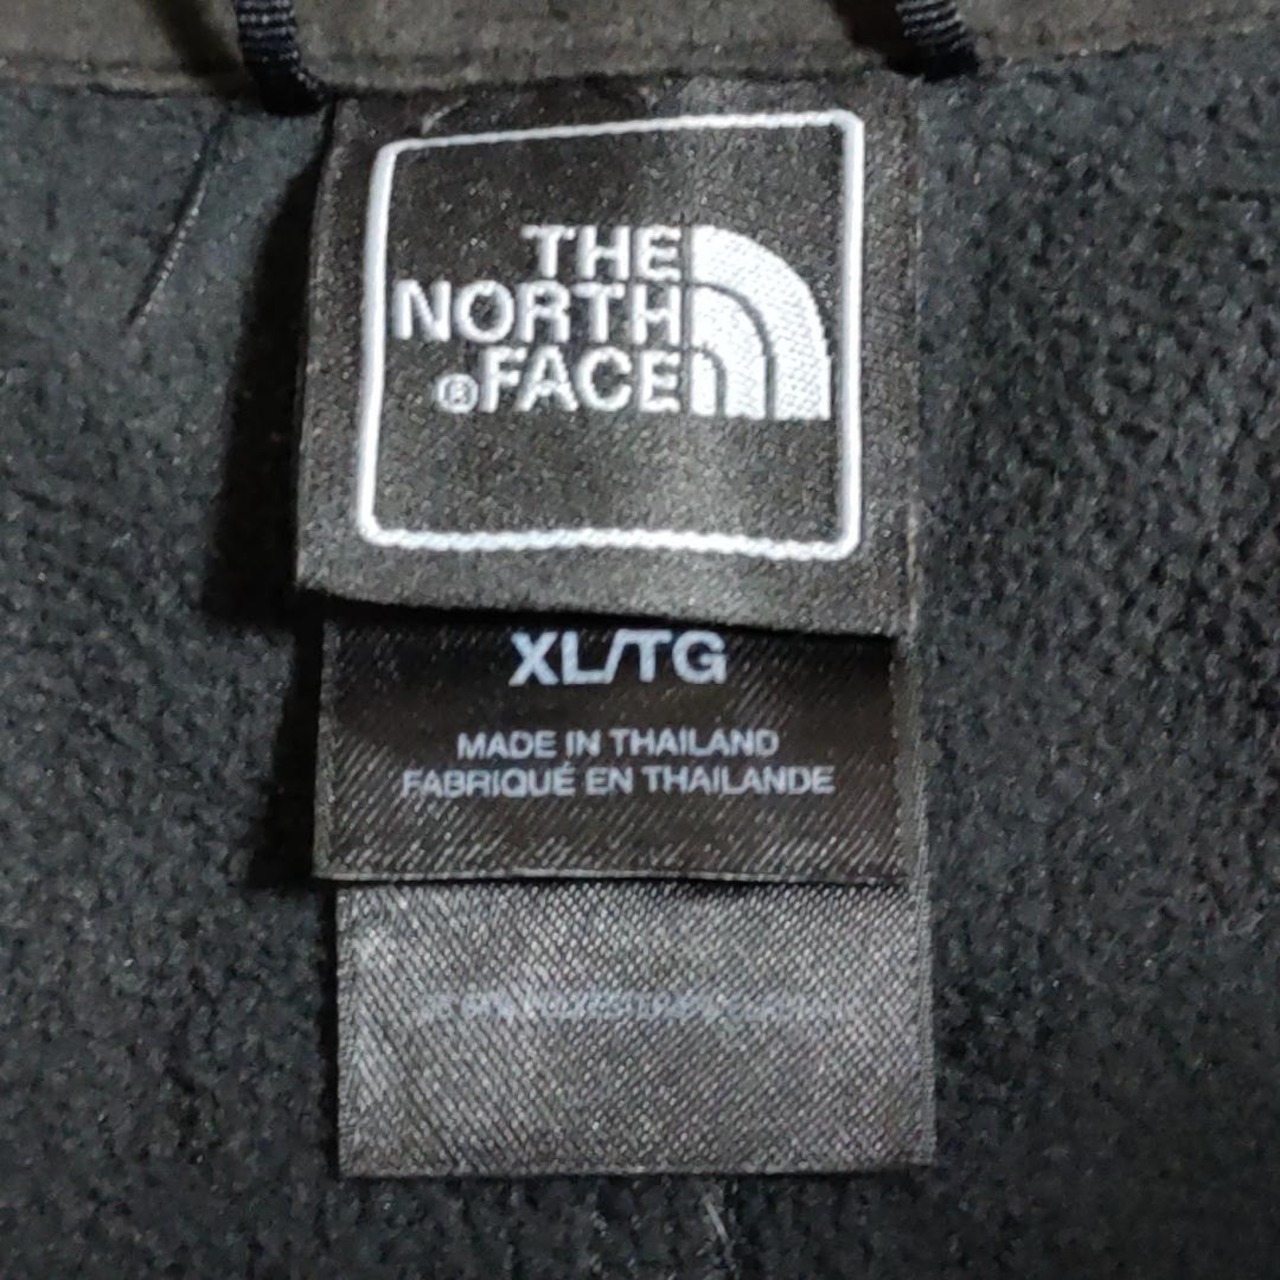 THE
NORTH
®FACE
XL/TG
MADE IN THAILAND
FABRIQUÉ EN THAILANDE